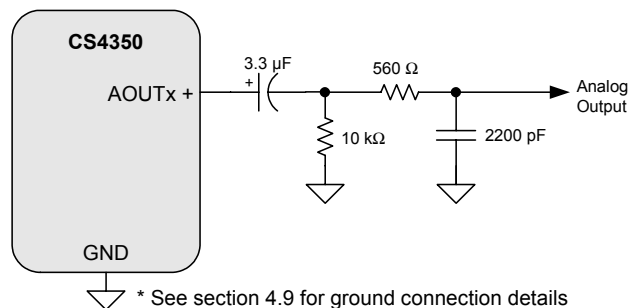 CS4350
3.3 µF
+
AOUTx +
560 Ω
Analog
Output
10 kΩ
2200 pF
GND
* See section 4.9 for ground connection details